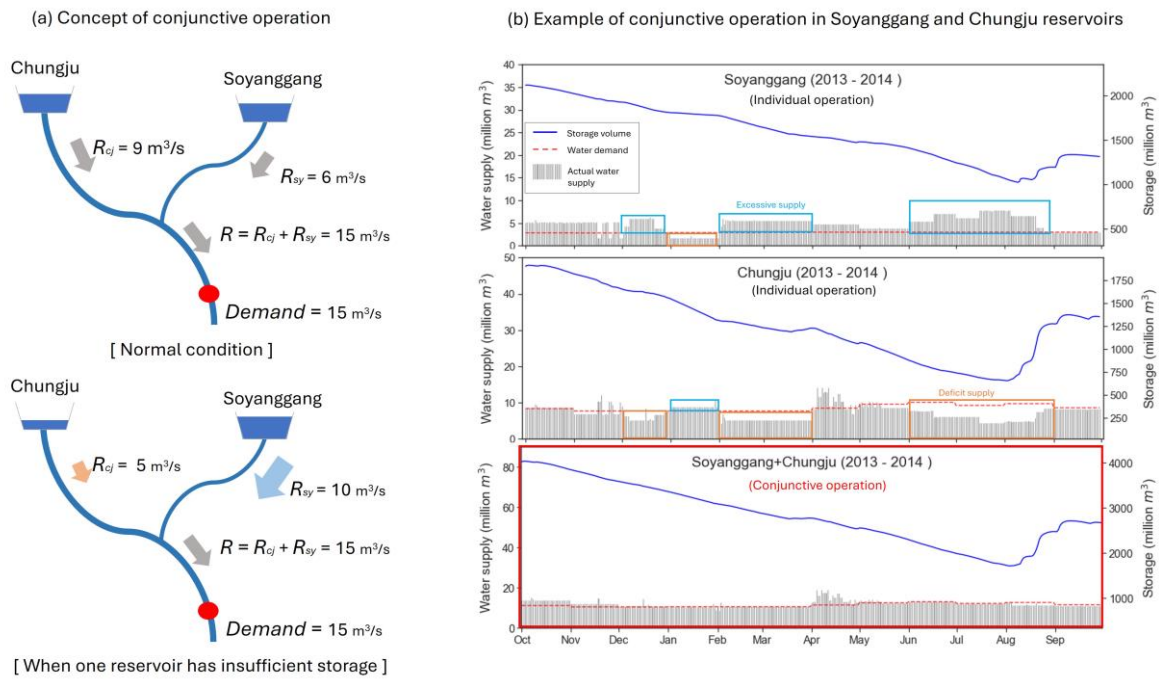 (a) Concept of conjunctive operation
Chungju
Soyanggang
Rcj = 9 m³/s
Rsy = 6 m³/s
R = Rcj + Rsy = 15 m³/s
Demand = 15 m³/s
[ Normal condition ]
Chungju
Soyanggang
Rcj = 5 m³/s
Rsy = 10 m³/s
R = Rcj + Rsy = 15 m³/s
Demand = 15 m³/s
[ When one reservoir has insufficient storage ]
(b) Example of conjunctive operation in Soyanggang and Chungju reservoirs
Soyanggang (2013 - 2014 )
(Individual operation)
Storage volume
Water demand
Actual water
supply
Excessive supply
Water supply (million m³)
40
35
30
25
20
15
10
5
0
Storage (million m³)
2000
1500
1000
500
Chungju (2013 - 2014 )
(Individual operation)
Deficit supply
Water supply (million m³)
50
40
30
20
10
0
Storage (million m³)
1750
1500
1250
1000
750
500
250
Soyanggang+Chungju (2013 - 2014 )
(Conjunctive operation)
Water supply (million m³)
80
60
40
20
0
Storage (million m³)
4000
3000
2000
1000
Oct Nov Dec Jan Feb Mar Apr May Jun Jul Aug Sep